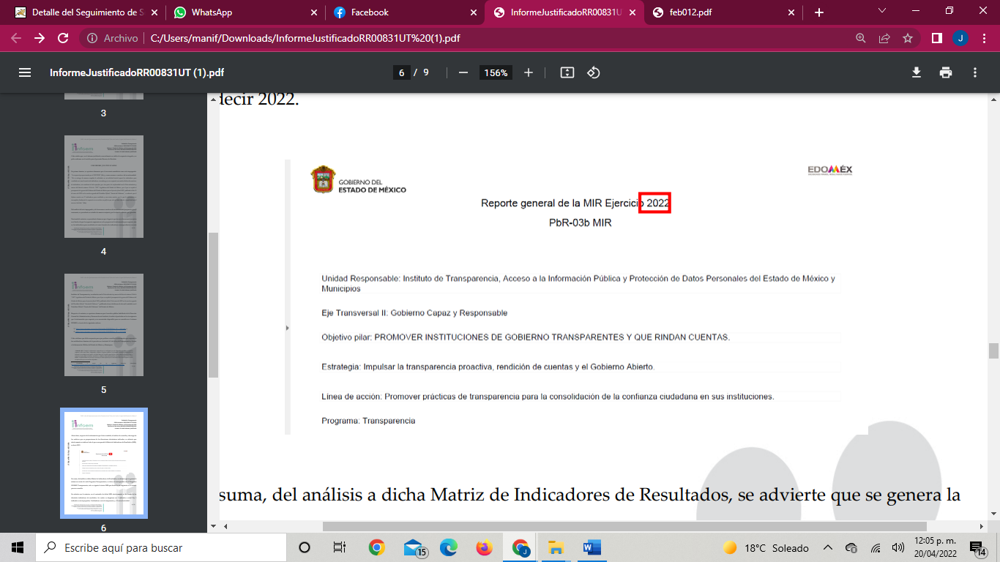 Detalle del Seguimiento de S
WhatsApp
Facebook
InformeJustificadoRR00831U
feb012.pdf
Archivo
C:/Users/manif/Downloads/InformeJustificadoRR00831UT%20(1).pdf
J
InformeJustificadoRR00831UT (1).pdf
6 / 9
156%
3
4
5
6
decir 2022.
GOBIERNO DEL
ESTADO DE MÉXICO
EDOMÉX
Reporte general de la MIR Ejercicio 2022
PbR-03b MIR
Unidad Responsable: Instituto de Transparencia, Acceso a la Información Pública y Protección de Datos Personales del Estado de México y
Municipios
Eje Transversal II: Gobierno Capaz y Responsable
Objetivo pilar: PROMOVER INSTITUCIONES DE GOBIERNO TRANSPARENTES Y QUE RINDAN CUENTAS.
Estrategia: Impulsar la transparencia proactiva, rendición de cuentas y el Gobierno Abierto.
Línea de acción: Promover prácticas de transparencia para la consolidación de la confianza ciudadana en sus instituciones.
Programa: Transparencia
suma, del análisis a dicha Matriz de Indicadores de Resultados, se advierte que se genera la
Escribe aquí para buscar
15
J
18°C Soleado
12:05 p. m.
20/04/2022
14